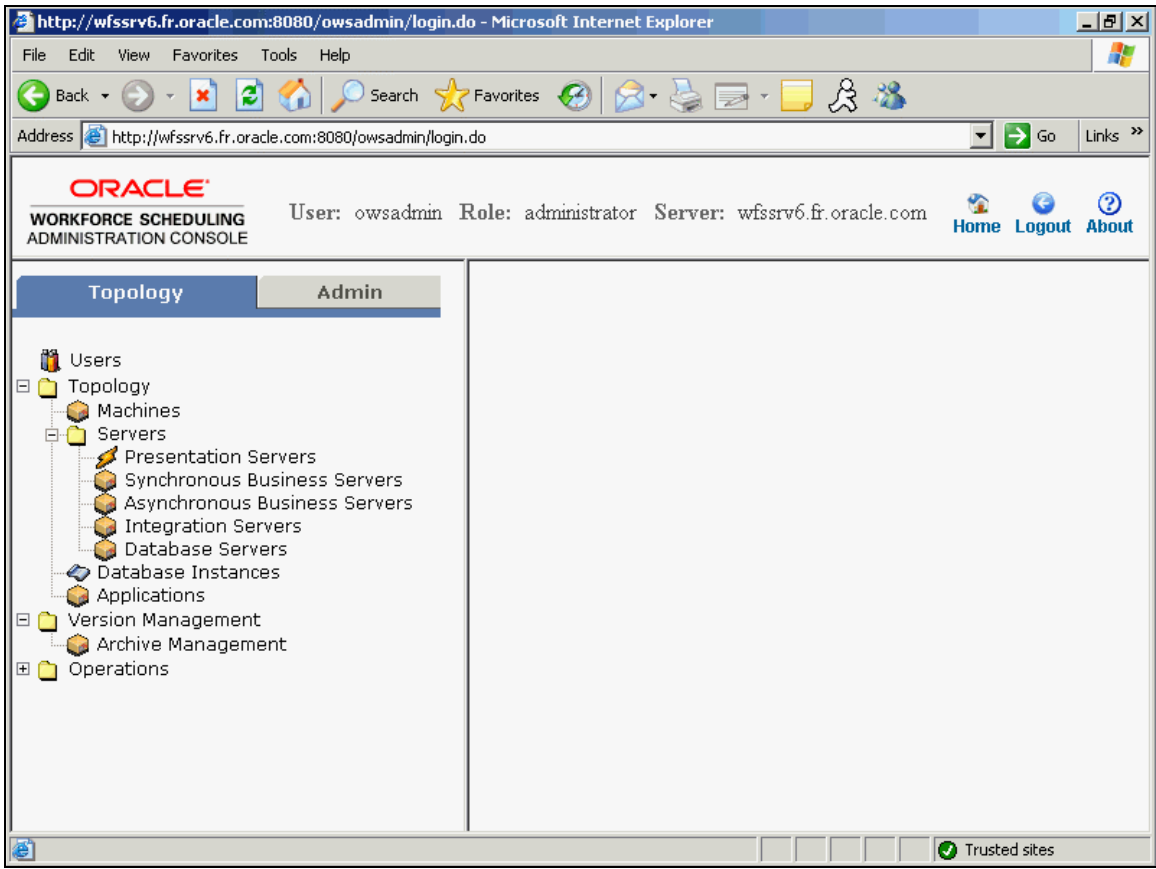 http://wfssrv6.fr.oracle.com:8080/owsadmin/login.do - Microsoft Internet Explorer
File Edit View Favorites Tools Help
Back Search Favorites
Address http://wfssrv6.fr.oracle.com:8080/owsadmin/login.do Go Links »
ORACLE
WORKFORCE SCHEDULING
ADMINISTRATION CONSOLE
User: owsadmin Role: administrator Server: wfssrv6.fr.oracle.com
Home Logout About
Topology Admin
Users
Topology
Machines
Servers
Presentation Servers
Synchronous Business Servers
Asynchronous Business Servers
Integration Servers
Database Servers
Database Instances
Applications
Version Management
Archive Management
Operations
Trusted sites